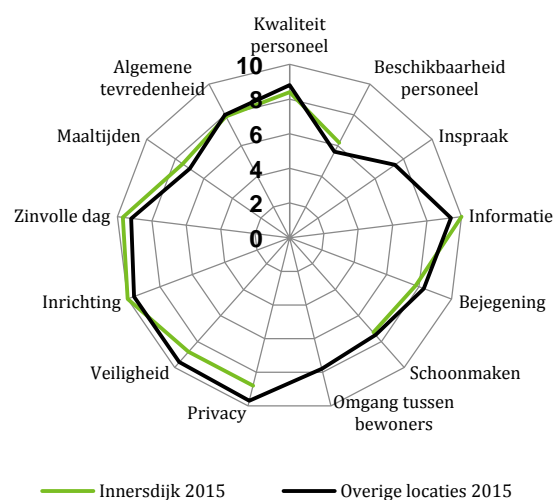 Kwaliteit
personeel
Beschikbaarheid
personeel
Inspraak
Informatie
Bejegening
Schoonmaken
Omgang tussen
bewoners
Privacy
Veiligheid
Inrichting
Zinvolle dag
Maaltijden
Algemene
tevredenheid
10
8
6
4
2
0
Innersdijk 2015
Overige locaties 2015